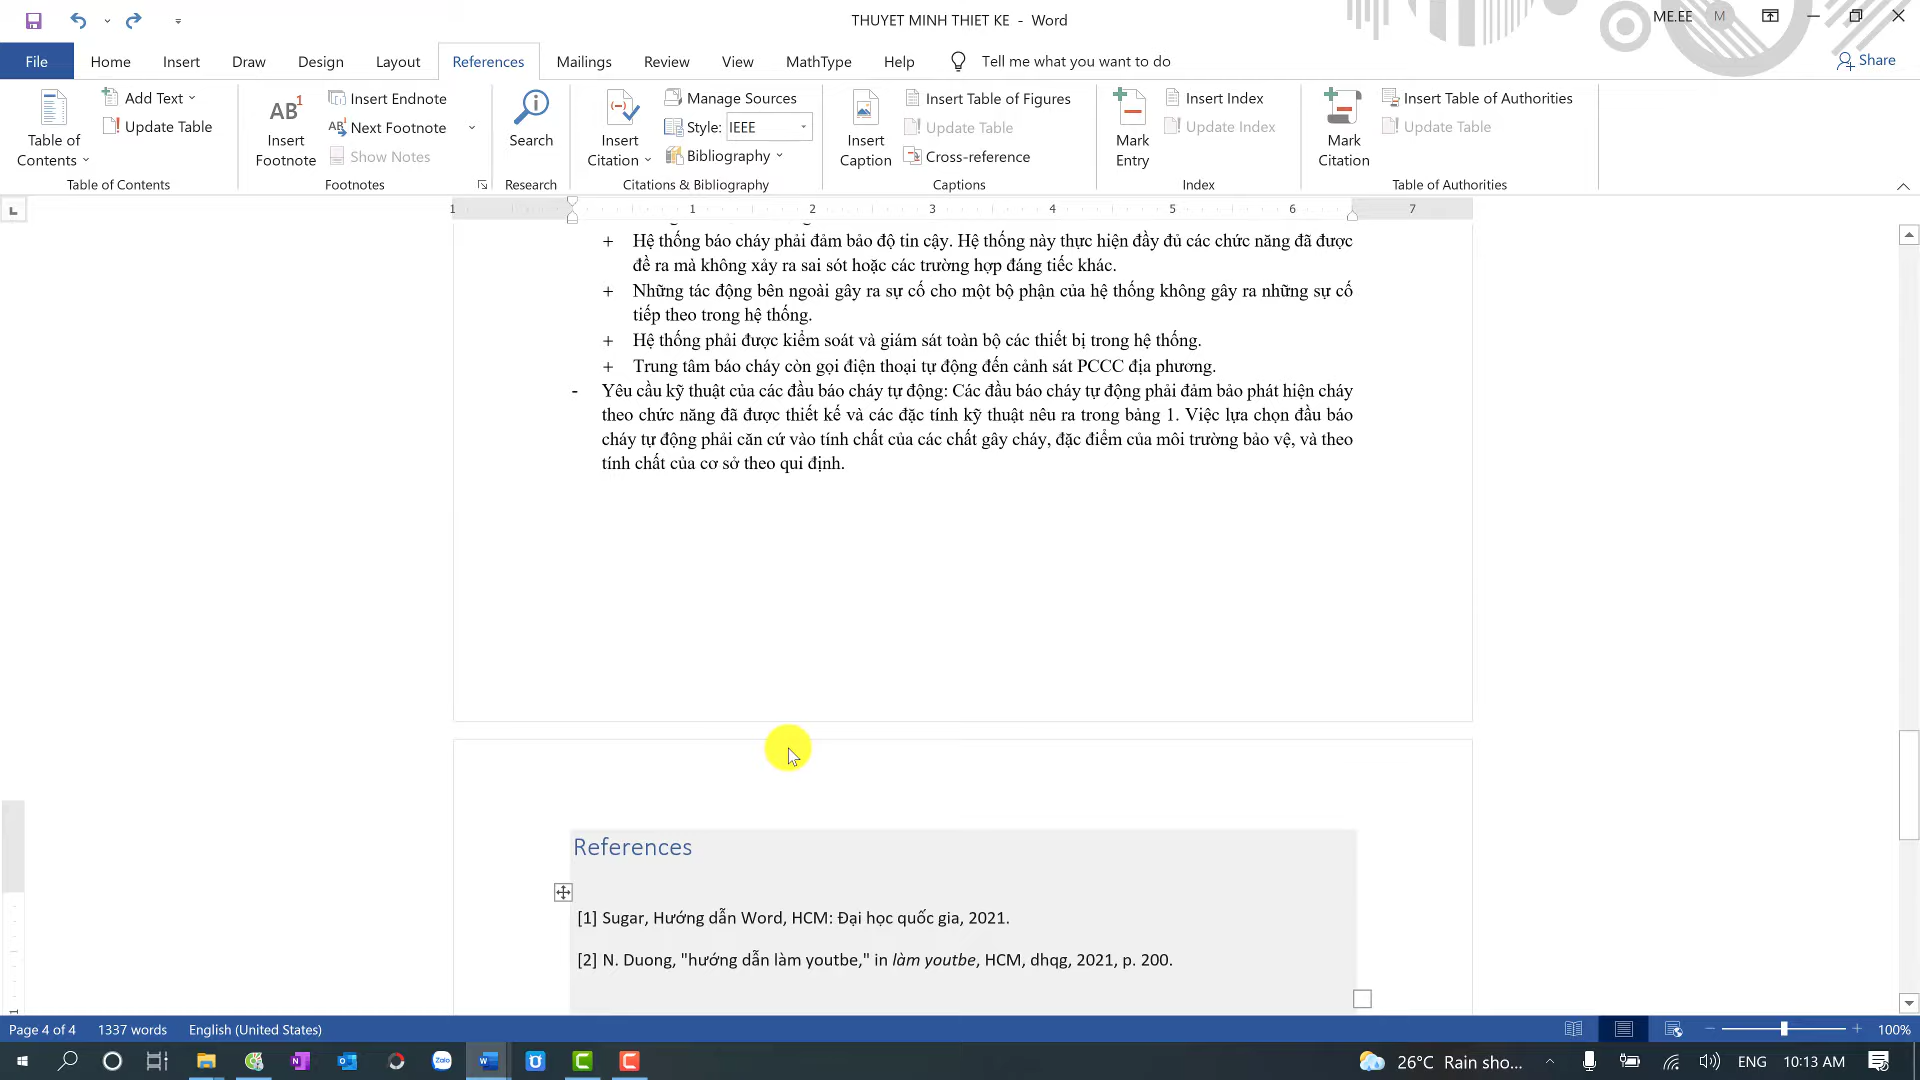 THUYET MINH THIET KE - Word
ME.EE
M
File
Home
Insert
Draw
Design
Layout
References
Mailings
Review
View
MathType
Help
Tell me what you want to do
Share
Table of
Contents
Add Text
Update Table
Table of Contents
AB1
Insert
Footnote
Insert Endnote
Next Footnote
Show Notes
Footnotes
Search
Research
Insert
Citation
Manage Sources
Style: IEEE
Bibliography
Citations & Bibliography
Insert
Caption
Insert Table of Figures
Update Table
Cross-reference
Captions
Mark
Entry
Insert Index
Update Index
Index
Mark
Citation
Insert Table of Authorities
Update Table
Table of Authorities
1 1 2 3 4 5 6 7
+ Hệ thống báo cháy phải đảm bảo độ tin cậy. Hệ thống này thực hiện đầy đủ các chức năng đã được
đề ra mà không xảy ra sai sót hoặc các trường hợp đáng tiếc khác.
+ Những tác động bên ngoài gây ra sự cố cho một bộ phận của hệ thống không gây ra những sự cố
tiếp theo trong hệ thống.
+ Hệ thống phải được kiểm soát và giám sát toàn bộ các thiết bị trong hệ thống.
+ Trung tâm báo cháy còn gọi điện thoại tự động đến cảnh sát PCCC địa phương.
- Yêu cầu kỹ thuật của các đầu báo cháy tự động: Các đầu báo cháy tự động phải đảm bảo phát hiện cháy
theo chức năng đã được thiết kế và các đặc tính kỹ thuật nêu ra trong bảng 1. Việc lựa chọn đầu báo
cháy tự động phải căn cứ vào tính chất của các chất gây cháy, đặc điểm của môi trường bảo vệ, và theo
tính chất của cơ sở theo qui định.
References
[1] Sugar, Hướng dẫn Word, HCM: Đại học quốc gia, 2021.
[2] N. Duong, "hướng dẫn làm youtbe," in làm youtbe, HCM, dhqg, 2021, p. 200.
Page 4 of 4
1337 words
English (United States)
100%
Zalo
26°C Rain sho...
ENG
10:13 AM